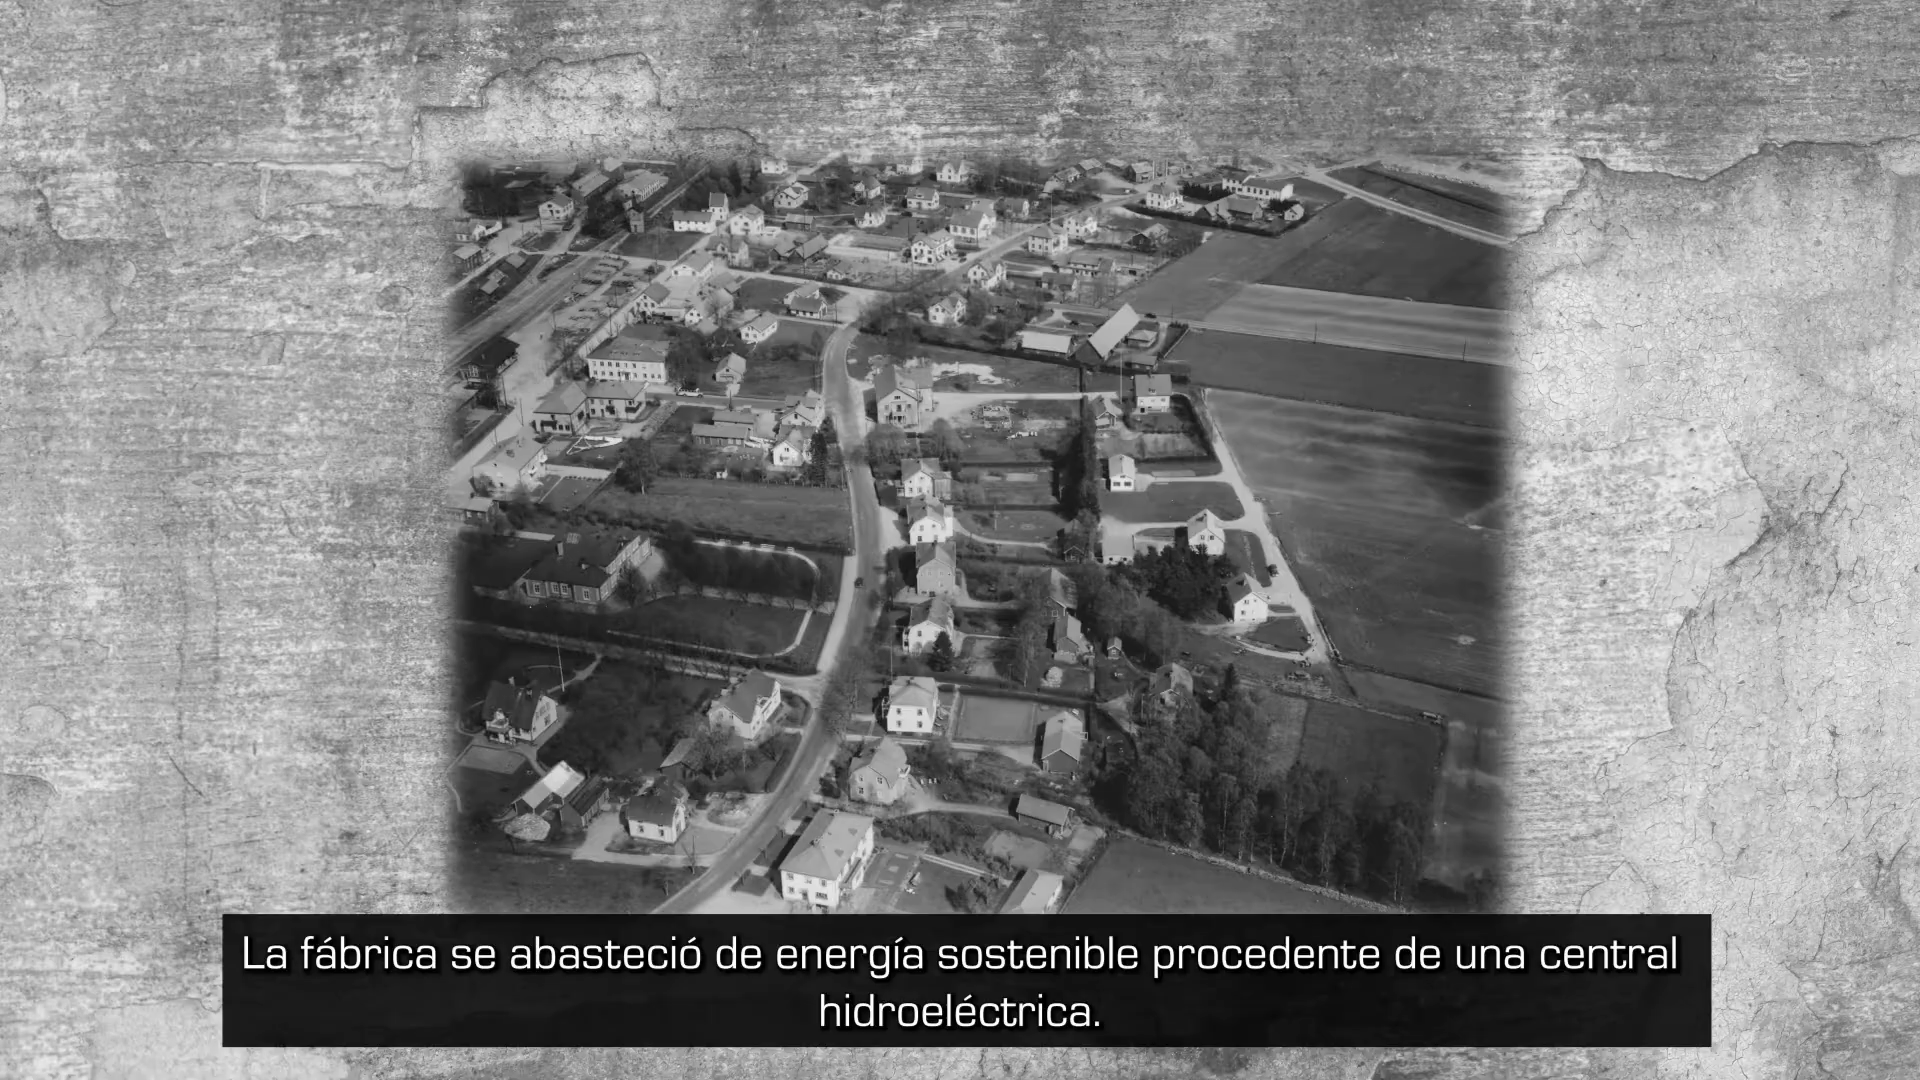 La fábrica se abasteció de energía sostenible procedente de una central
hidroeléctrica.